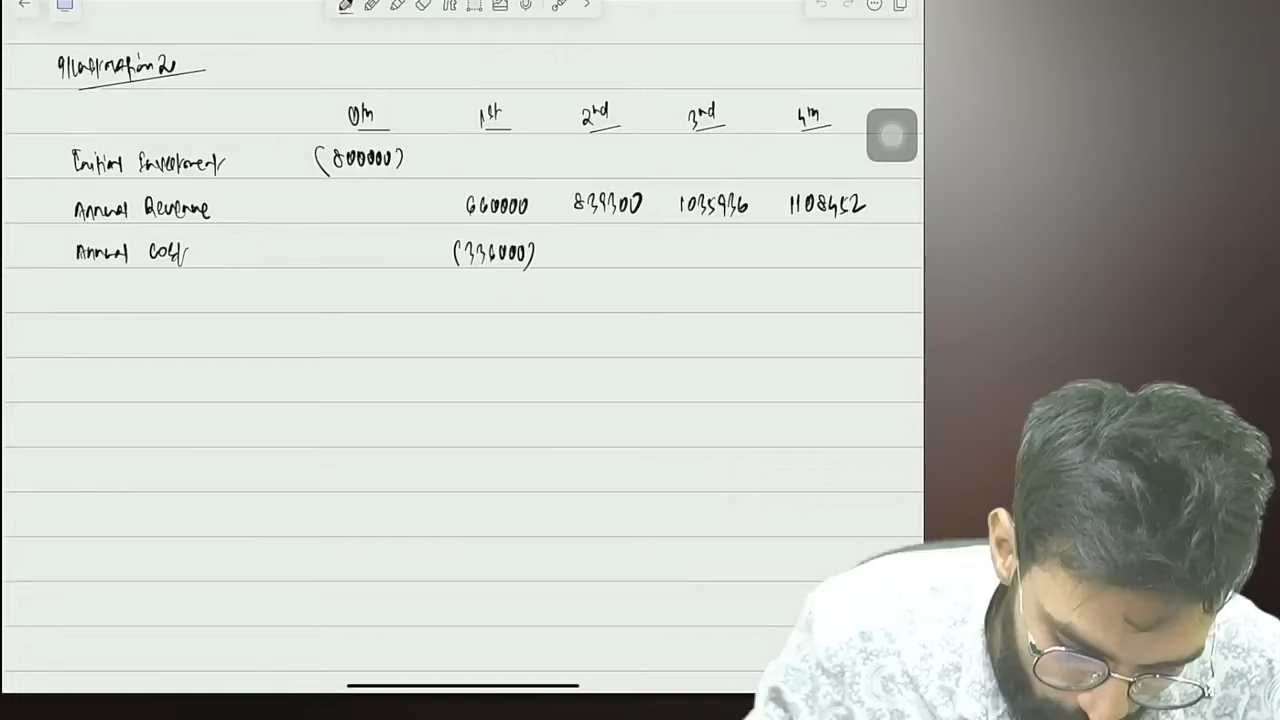 Illustration 2
0th 1st 2nd 3rd 4th
Initial Investment (800000)
Annual Revenue 660000 839300 1035936 1108452
Annual Cost (336000)